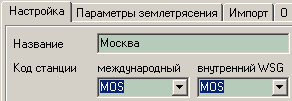 Настройка Параметры землетрясения Импорт О
Название Москва
Код станции международный внутренний WSG
MOS MOS